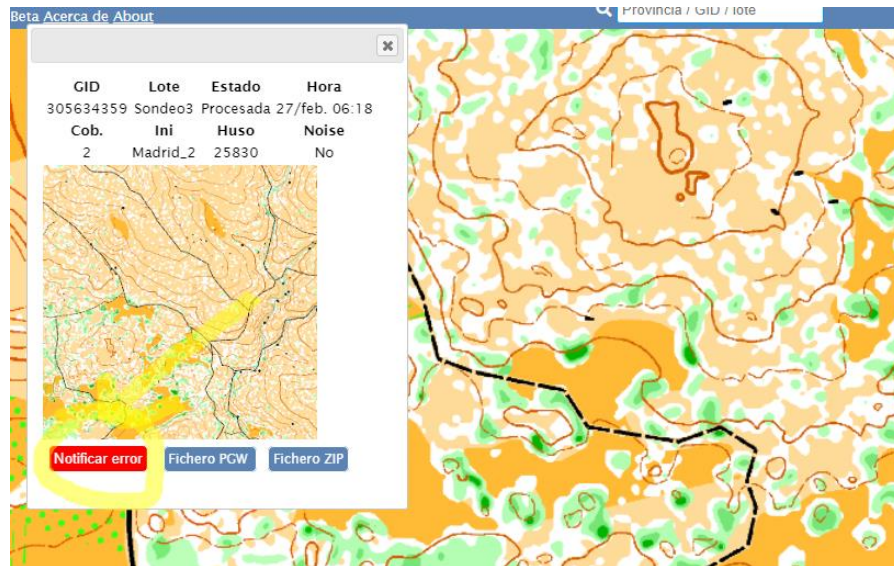 Beta Acerca de About
Provincia / GID / lote
GID Lote Estado Hora
305634359 Sondeo3 Procesada 27/feb. 06:18
Cob. Ini Huso Noise
2 Madrid_2 25830 No
Notificar error Fichero PGW Fichero ZIP